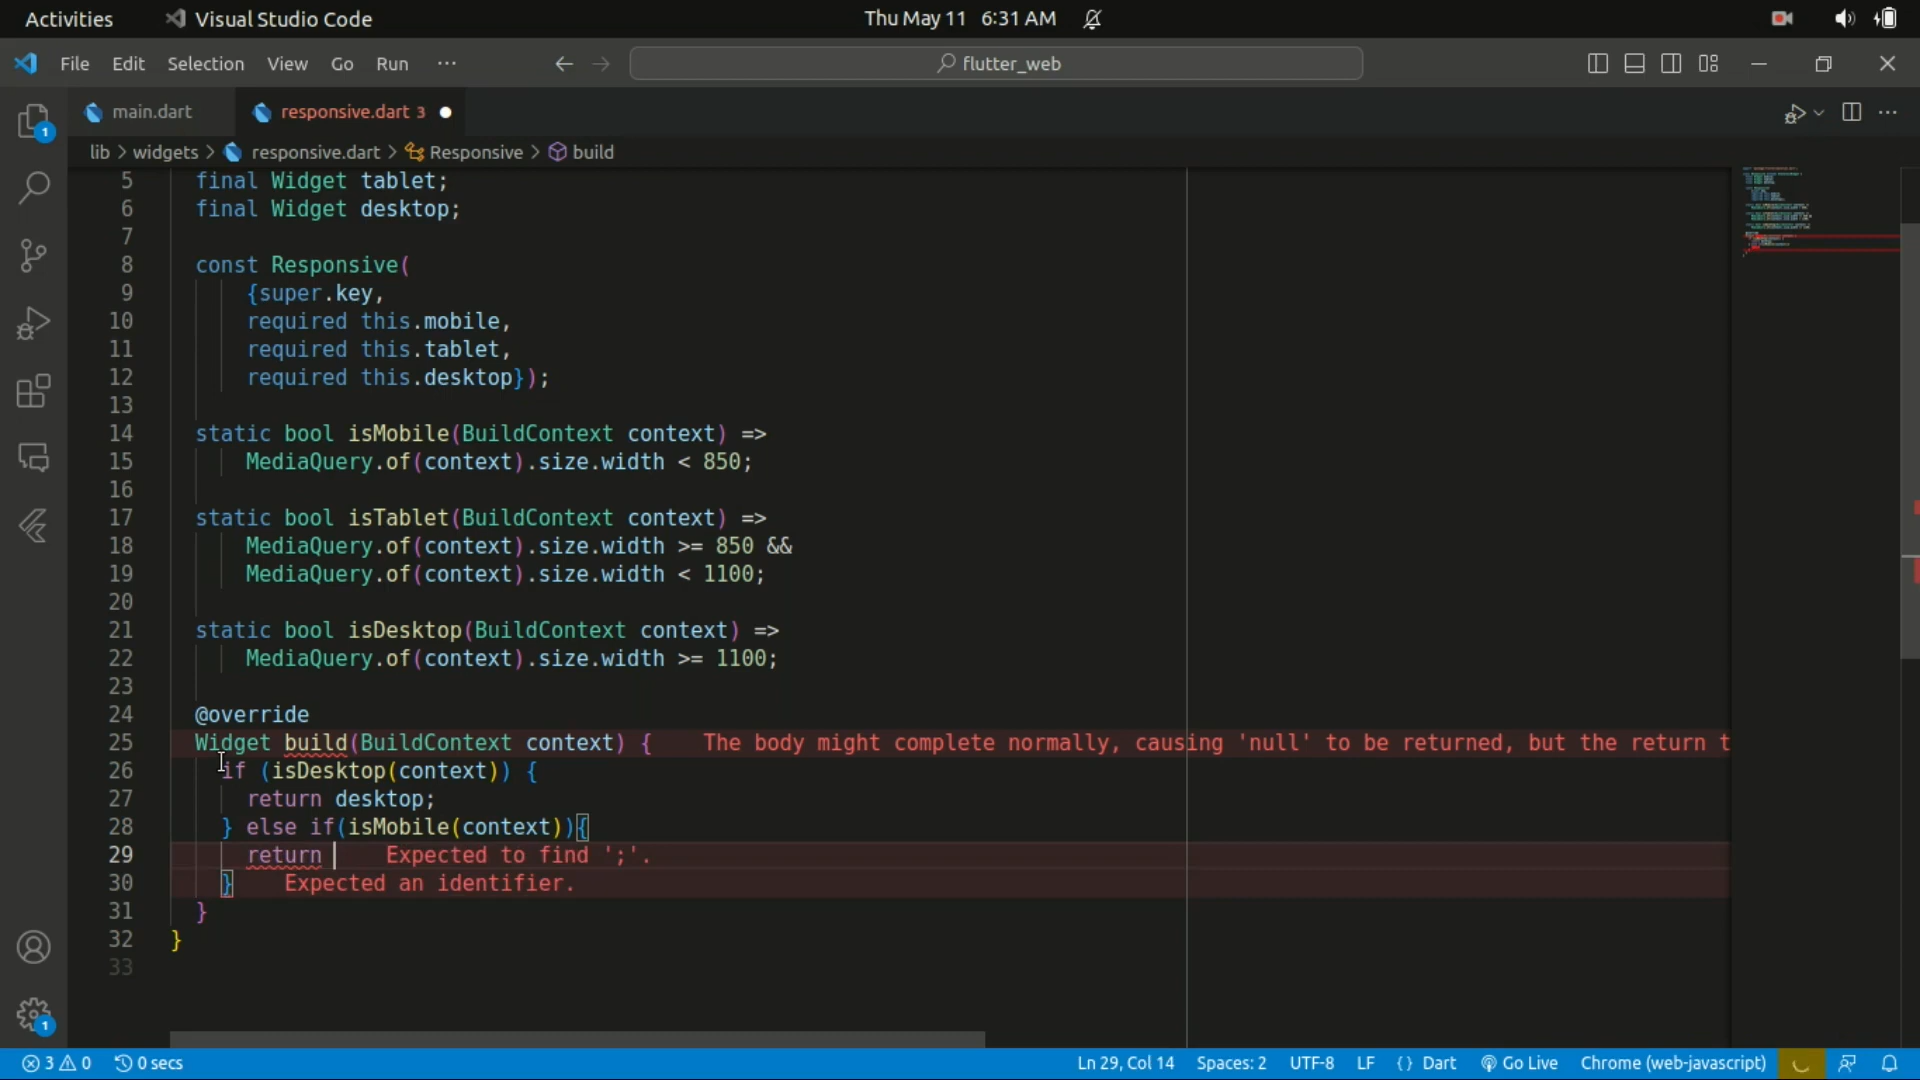 Activities Visual Studio Code Thu May 11 6:31 AM
File Edit Selection View Go Run ··· flutter_web
main.dart responsive.dart 3
lib > widgets > responsive.dart > Responsive > build
5 final Widget tablet;
6 final Widget desktop;
7
8 const Responsive(
9 {super.key,
10 required this.mobile,
11 required this.tablet,
12 required this.desktop});
13
14 static bool isMobile(BuildContext context) =>
15 MediaQuery.of(context).size.width < 850;
16
17 static bool isTablet(BuildContext context) =>
18 MediaQuery.of(context).size.width >= 850 &&
19 MediaQuery.of(context).size.width < 1100;
20
21 static bool isDesktop(BuildContext context) =>
22 MediaQuery.of(context).size.width >= 1100;
23
24 @override
25 Widget build(BuildContext context) { The body might complete normally, causing 'null' to be returned, but the return t
26 if (isDesktop(context)) {
27 return desktop;
28 } else if(isMobile(context)){
29 return Expected to find ';'.
30 } Expected an identifier.
31 }
32 }
33
1
1
3 0 0 secs Ln 29, Col 14 Spaces: 2 UTF-8 LF {} Dart Go Live Chrome (web-javascript)